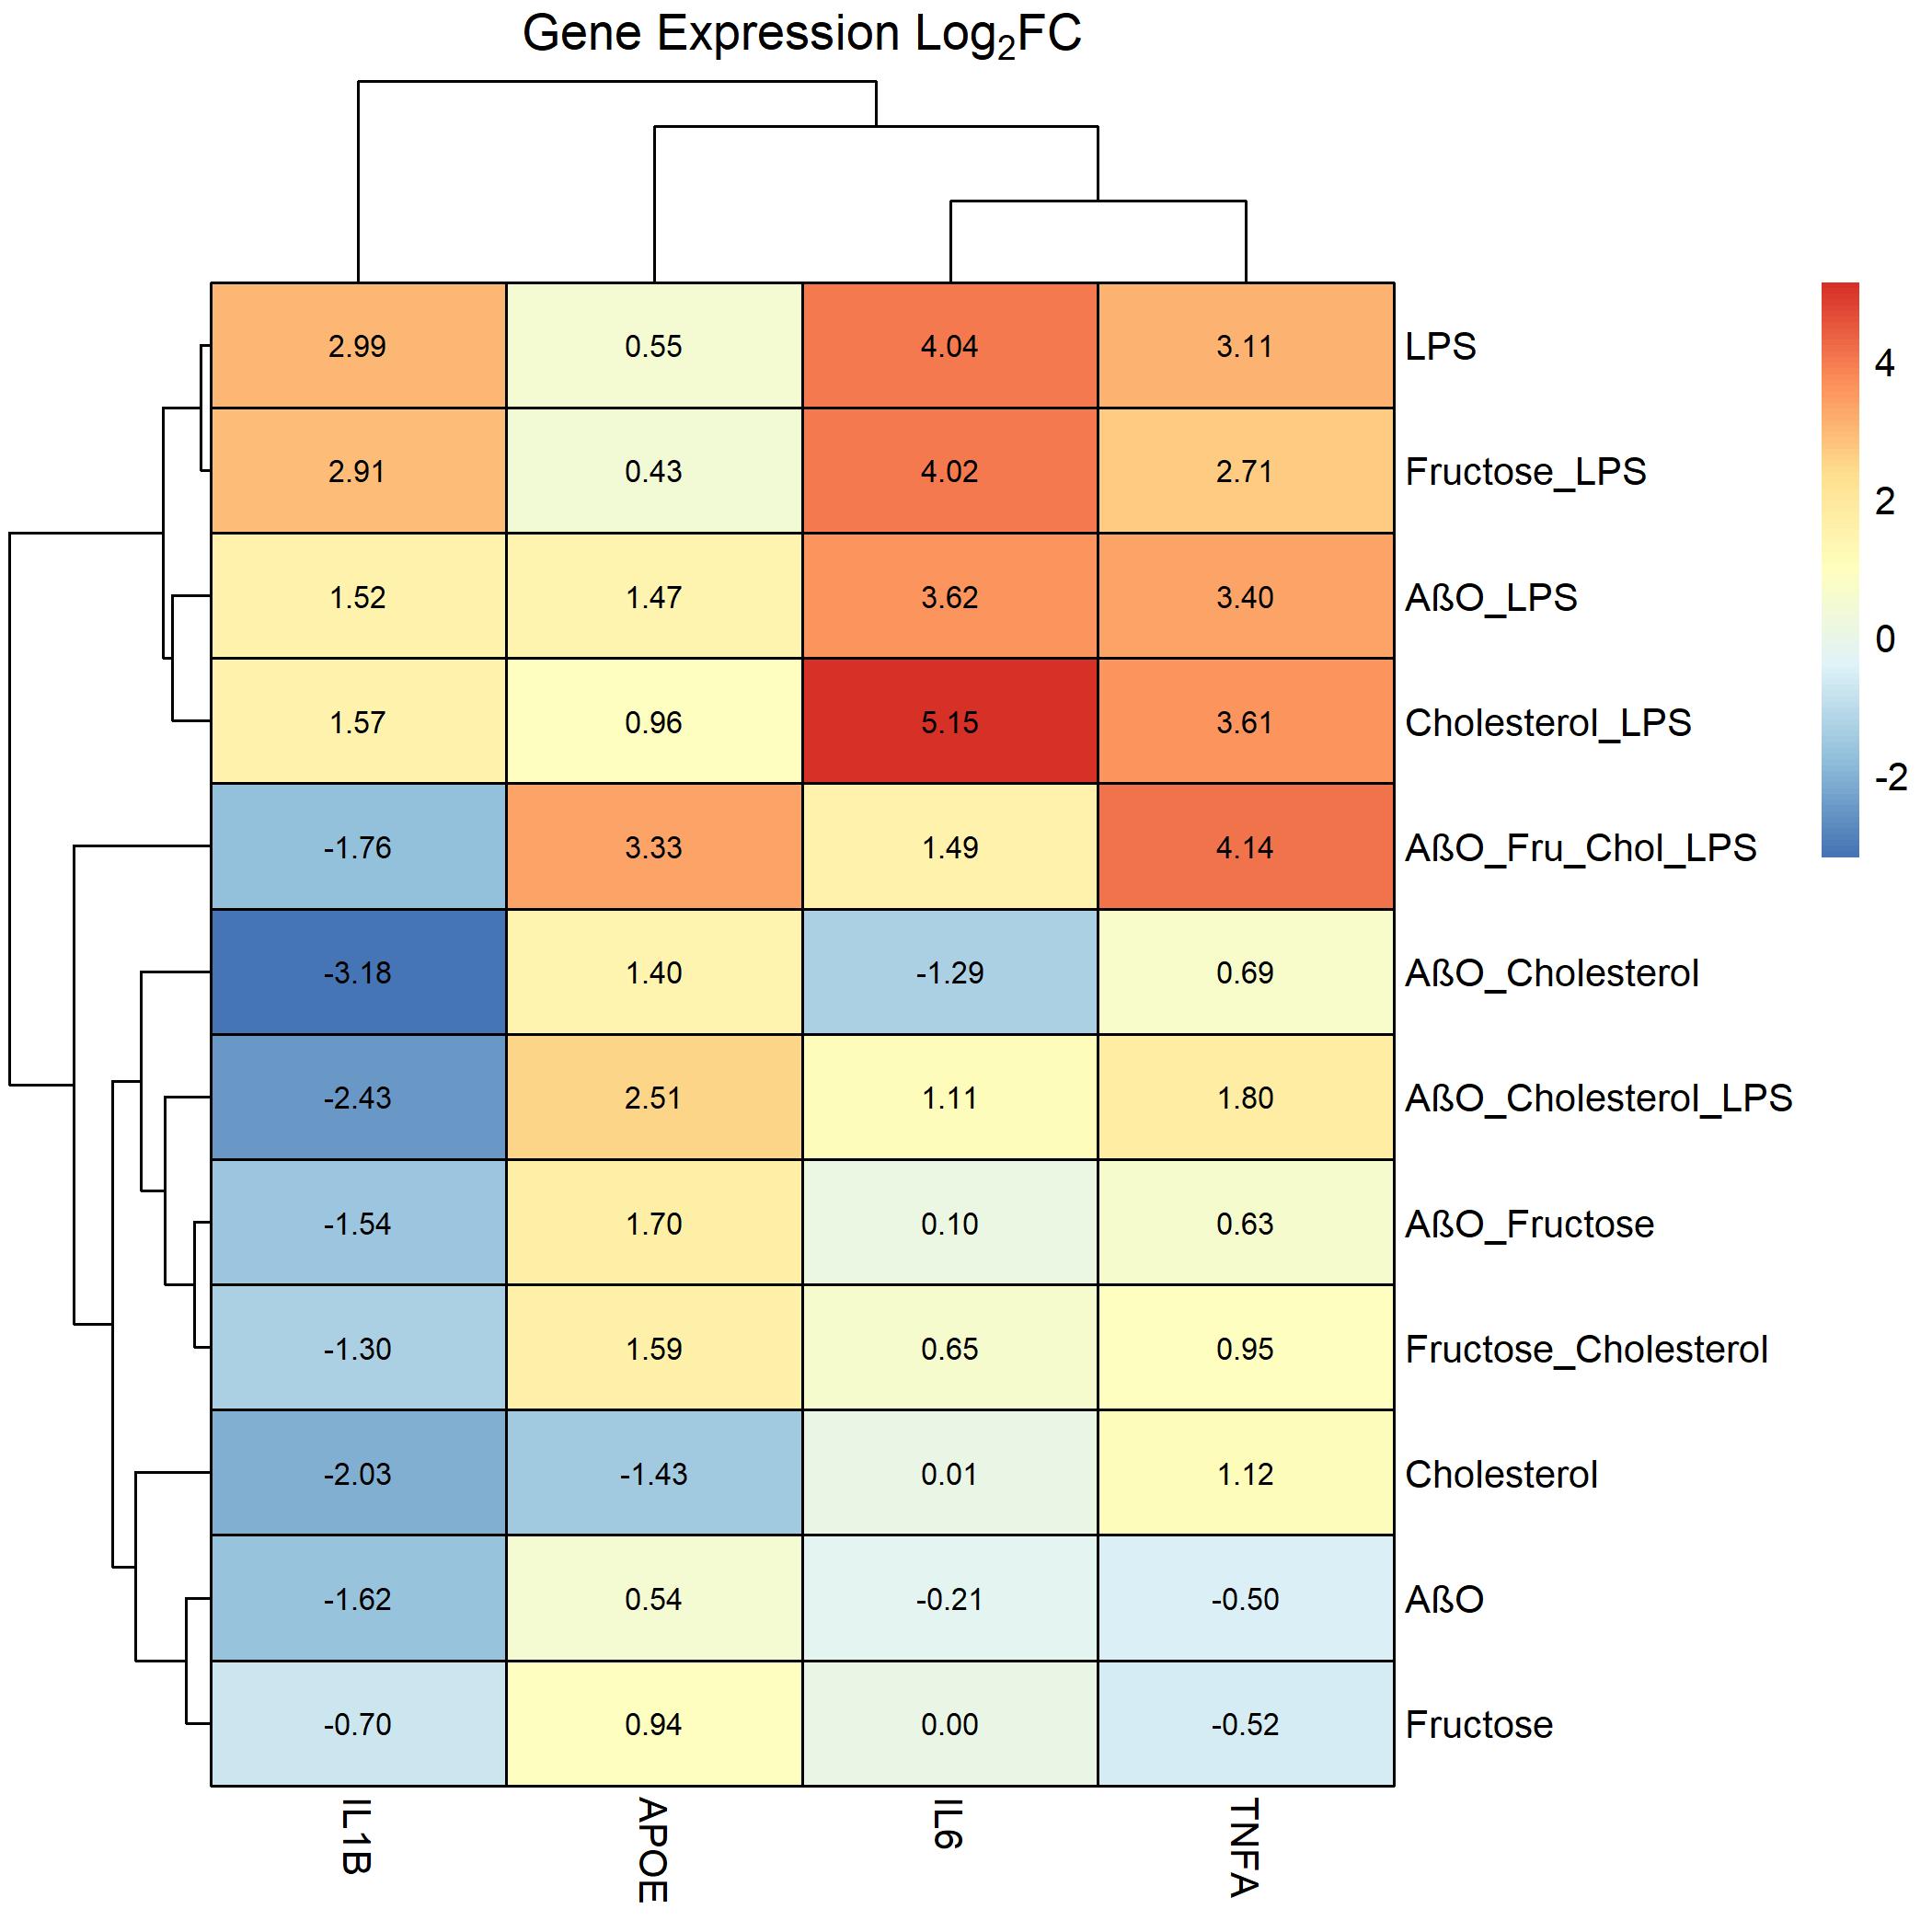 Gene Expression Log₂FC
2.99 0.55 4.04 3.11 LPS
2.91 0.43 4.02 2.71 Fructose_LPS
1.52 1.47 3.62 3.40 AßO_LPS
1.57 0.96 5.15 3.61 Cholesterol_LPS
-1.76 3.33 1.49 4.14 AßO_Fru_Chol_LPS
-3.18 1.40 -1.29 0.69 AßO_Cholesterol
-2.43 2.51 1.11 1.80 AßO_Cholesterol_LPS
-1.54 1.70 0.10 0.63 AßO_Fructose
-1.30 1.59 0.65 0.95 Fructose_Cholesterol
-2.03 -1.43 0.01 1.12 Cholesterol
-1.62 0.54 -0.21 -0.50 AßO
-0.70 0.94 0.00 -0.52 Fructose
IL1B APOE IL6 TNFA
4
2
0
-2